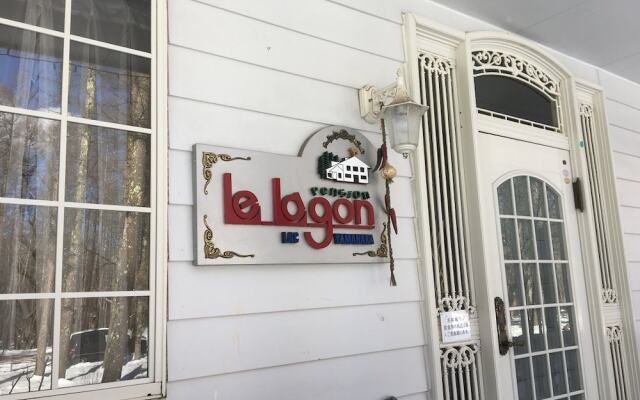 PENSION
le lagon
LAC YAMANAKA